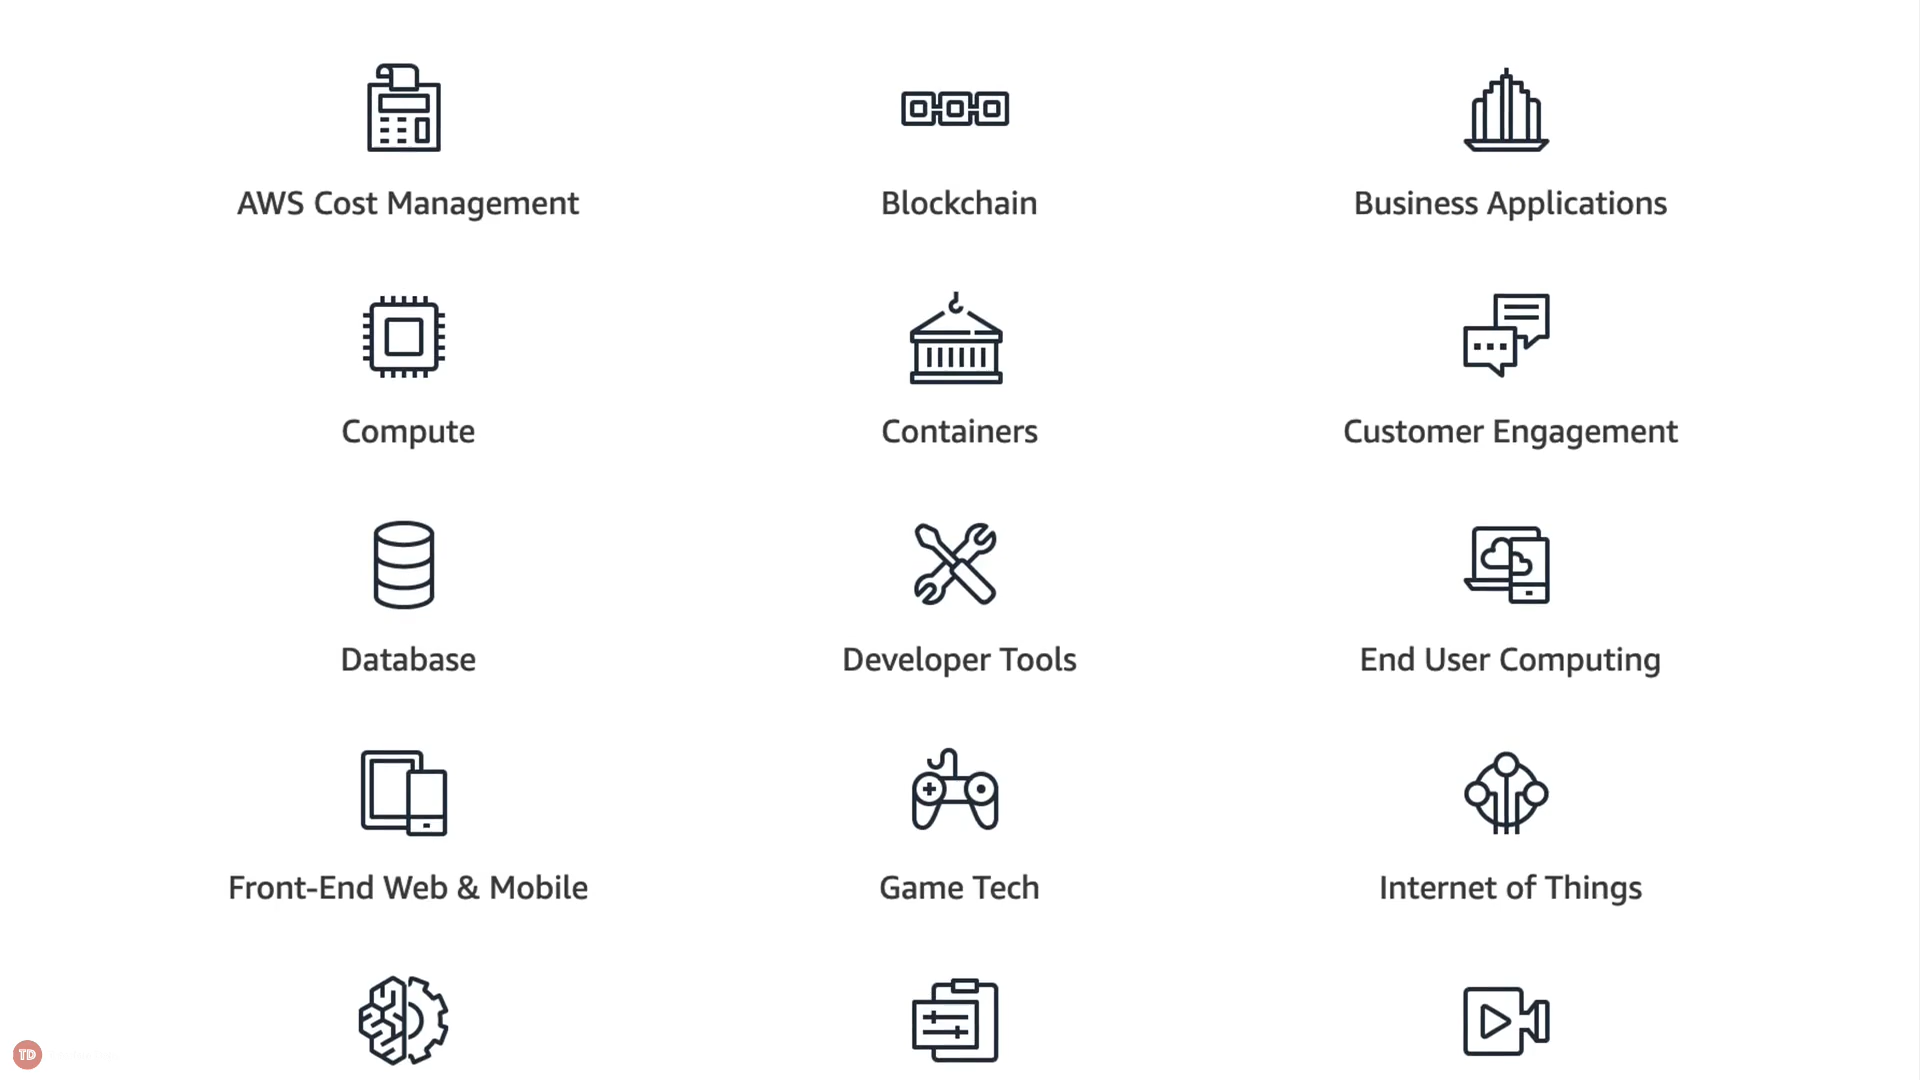 AWS Cost Management
Blockchain
Business Applications
Compute
Containers
Customer Engagement
Database
Developer Tools
End User Computing
Front-End Web & Mobile
Game Tech
Internet of Things
TD